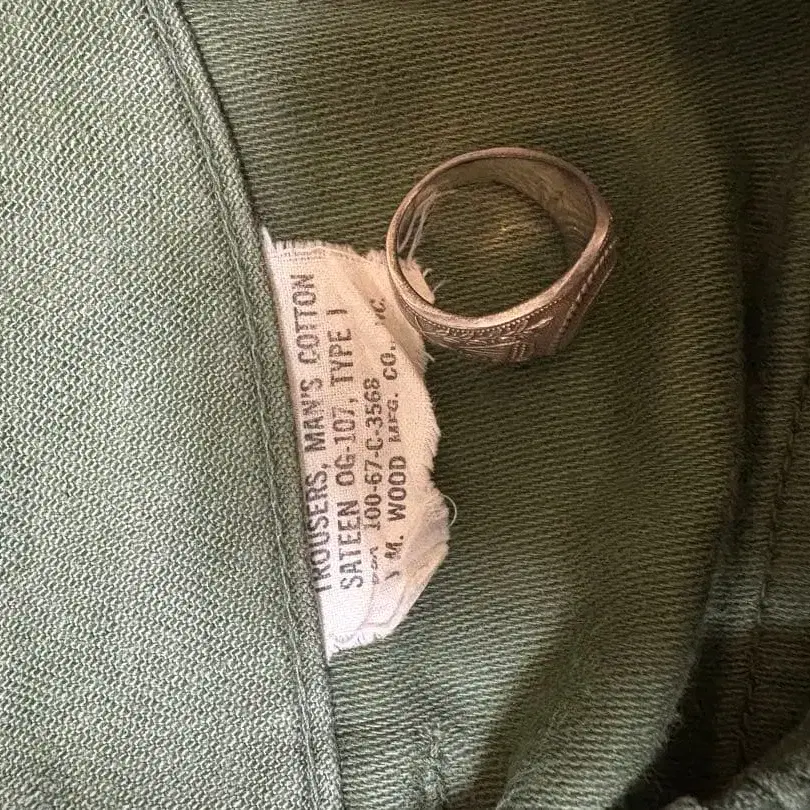 TROUSERS, MAN'S COTTON
SATEEN OG-107, TYPE I
100-67-C-3568
M. WOOD MFG. CO.,